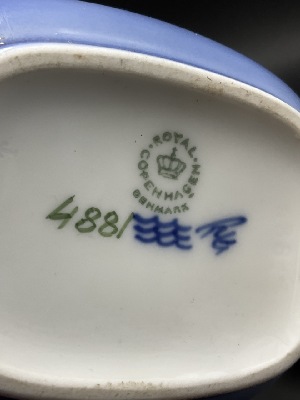 ROYAL
COPENHAGEN
DENMARK
4881